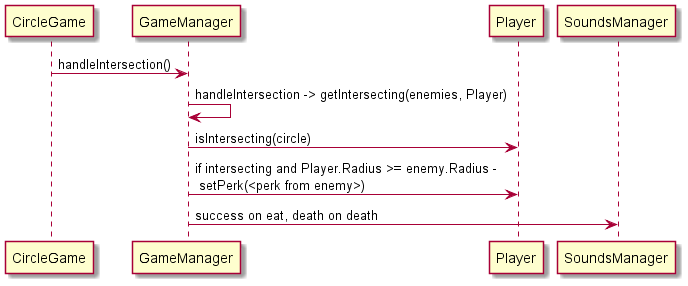 CircleGame GameManager Player SoundsManager
handleIntersection()
handleIntersection -> getIntersecting(enemies, Player)
isIntersecting(circle)
if intersecting and Player.Radius >= enemy.Radius -
setPerk(<perk from enemy>)
success on eat, death on death
CircleGame GameManager Player SoundsManager